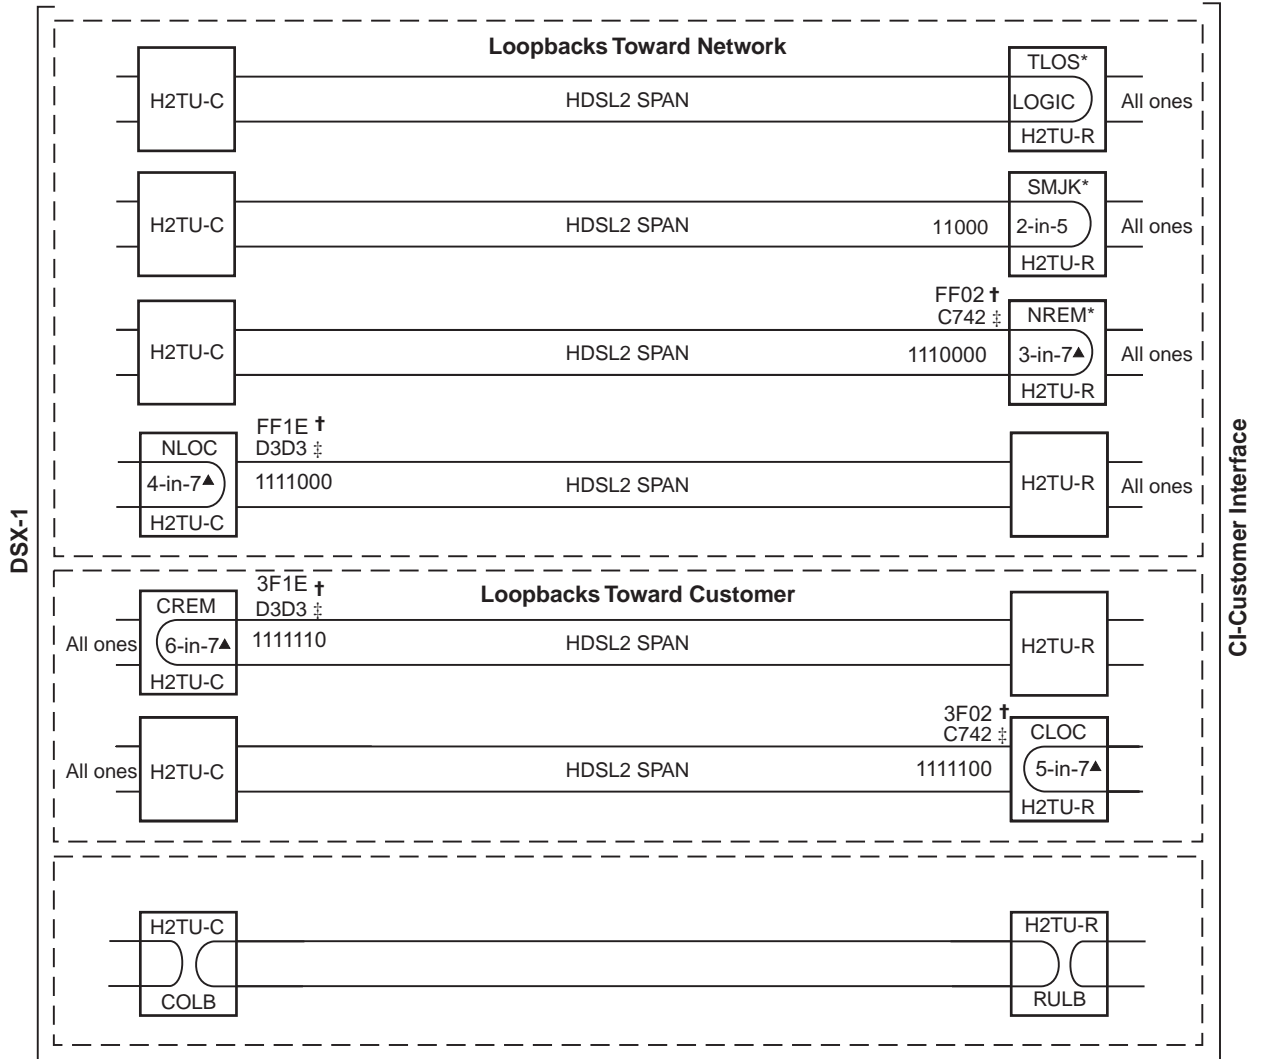 Loopbacks Toward Network
TLOS*
H2TU-C
HDSL2 SPAN
LOGIC
All ones
H2TU-R
SMJK*
H2TU-C
HDSL2 SPAN
11000
2-in-5
All ones
H2TU-R
FF02 †
C742 ‡
NREM*
H2TU-C
HDSL2 SPAN
1110000
3-in-7▲
All ones
H2TU-R
FF1E †
NLOC
D3D3 ‡
4-in-7▲
1111000
HDSL2 SPAN
H2TU-R
All ones
H2TU-C
DSX-1
CI-Customer Interface
3F1E †
Loopbacks Toward Customer
CREM
D3D3 ‡
All ones
6-in-7▲
1111110
HDSL2 SPAN
H2TU-R
H2TU-C
3F02 †
C742 ‡
CLOC
All ones
H2TU-C
HDSL2 SPAN
1111100
5-in-7▲
H2TU-R
H2TU-C
H2TU-R
COLB
RULB